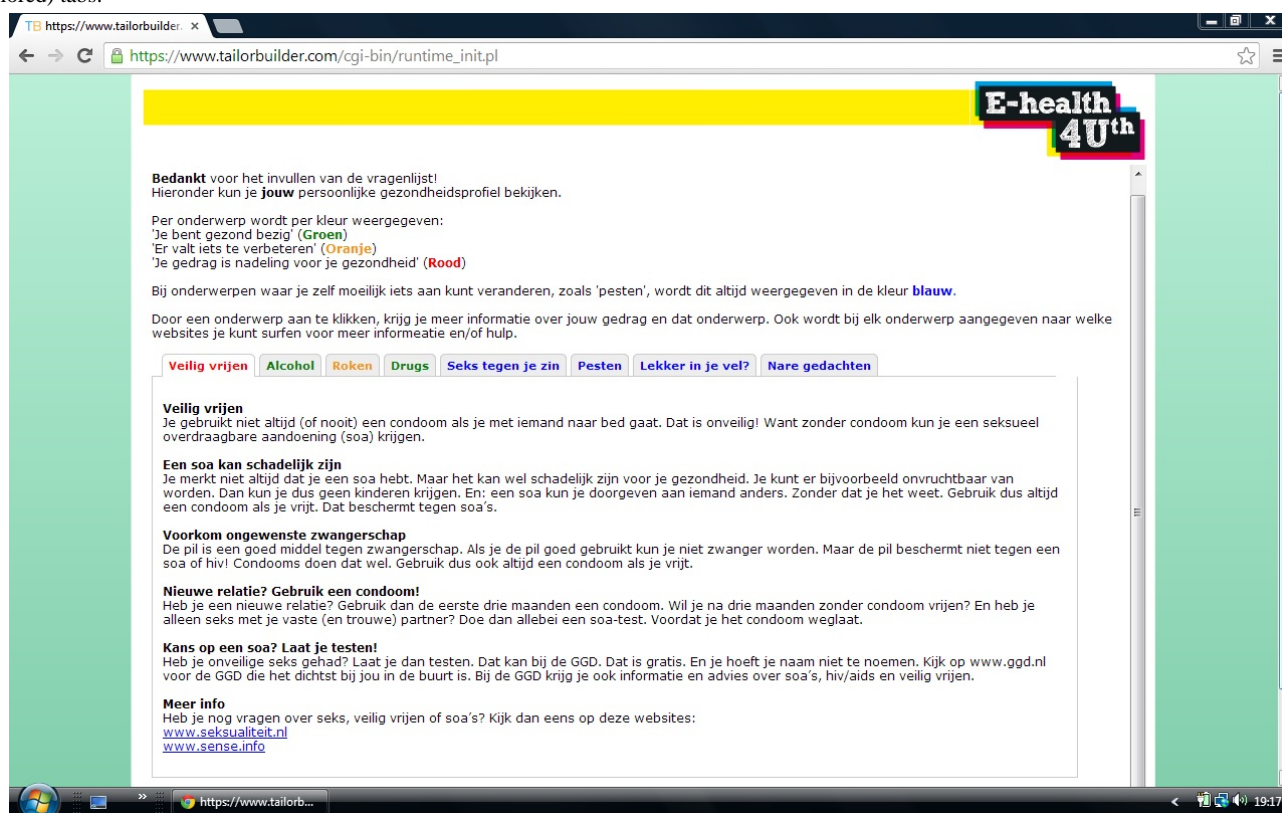 ored) tabs.
TB https://www.tailorbuilder. ×
https://www.tailorbuilder.com/cgi-bin/runtime_init.pl
E-health
4Uth
Bedankt voor het invullen van de vragenlijst!
Hieronder kun je jouw persoonlijke gezondheidsprofiel bekijken.
Per onderwerp wordt per kleur weergegeven:
'Je bent gezond bezig' (Groen)
'Er valt iets te verbeteren' (Oranje)
'Je gedrag is nadeling voor je gezondheid' (Rood)
Bij onderwerpen waar je zelf moeilijk iets aan kunt veranderen, zoals 'pesten', wordt dit altijd weergegeven in de kleur blauw.
Door een onderwerp aan te klikken, krijg je meer informatie over jouw gedrag en dat onderwerp. Ook wordt bij elk onderwerp aangegeven naar welke
websites je kunt surfen voor meer informeatie en/of hulp.
Veilig vrijen Alcohol Roken Drugs Seks tegen je zin Pesten Lekker in je vel? Nare gedachten
Veilig vrijen
Je gebruikt niet altijd (of nooit) een condoom als je met iemand naar bed gaat. Dat is onveilig! Want zonder condoom kun je een seksueel
overdraagbare aandoening (soa) krijgen.
Een soa kan schadelijk zijn
Je merkt niet altijd dat je een soa hebt. Maar het kan wel schadelijk zijn voor je gezondheid. Je kunt er bijvoorbeeld onvruchtbaar van
worden. Dan kun je dus geen kinderen krijgen. En: een soa kun je doorgeven aan iemand anders. Zonder dat je het weet. Gebruik dus altijd
een condoom als je vrijt. Dat beschermt tegen soa's.
Voorkom ongewenste zwangerschap
De pil is een goed middel tegen zwangerschap. Als je de pil goed gebruikt kun je niet zwanger worden. Maar de pil beschermt niet tegen een
soa of hiv! Condooms doen dat wel. Gebruik dus ook altijd een condoom als je vrijt.
Nieuwe relatie? Gebruik een condoom!
Heb je een nieuwe relatie? Gebruik dan de eerste drie maanden een condoom. Wil je na drie maanden zonder condoom vrijen? En heb je
alleen seks met je vaste (en trouwe) partner? Doe dan allebei een soa-test. Voordat je het condoom weglaat.
Kans op een soa? Laat je testen!
Heb je onveilige seks gehad? Laat je dan testen. Dat kan bij de GGD. Dat is gratis. En je hoeft je naam niet te noemen. Kijk op www.ggd.nl
voor de GGD die het dichtst bij jou in de buurt is. Bij de GGD krijg je ook informatie en advies over soa's, hiv/aids en veilig vrijen.
Meer info
Heb je nog vragen over seks, veilig vrijen of soa's? Kijk dan eens op deze websites:
www.seksualiteit.nl
www.sense.info
https://www.tailorb...
19:17